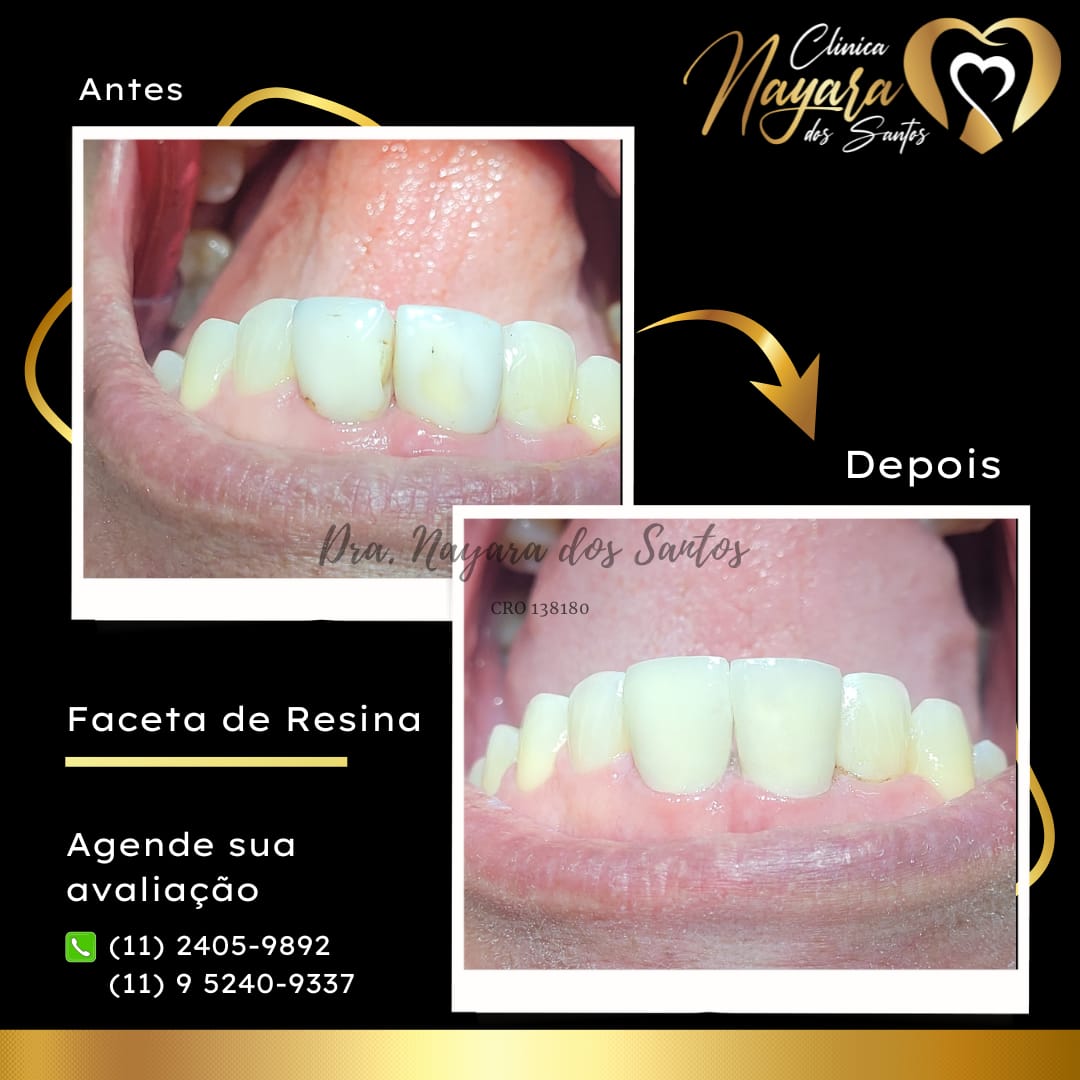 Clinica
Nayara
dos Santos
Antes
Depois
Dra. Nayara dos Santos
CRO 138180
Faceta de Resina
Agende sua
avaliação
(11) 2405-9892
(11) 9 5240-9337